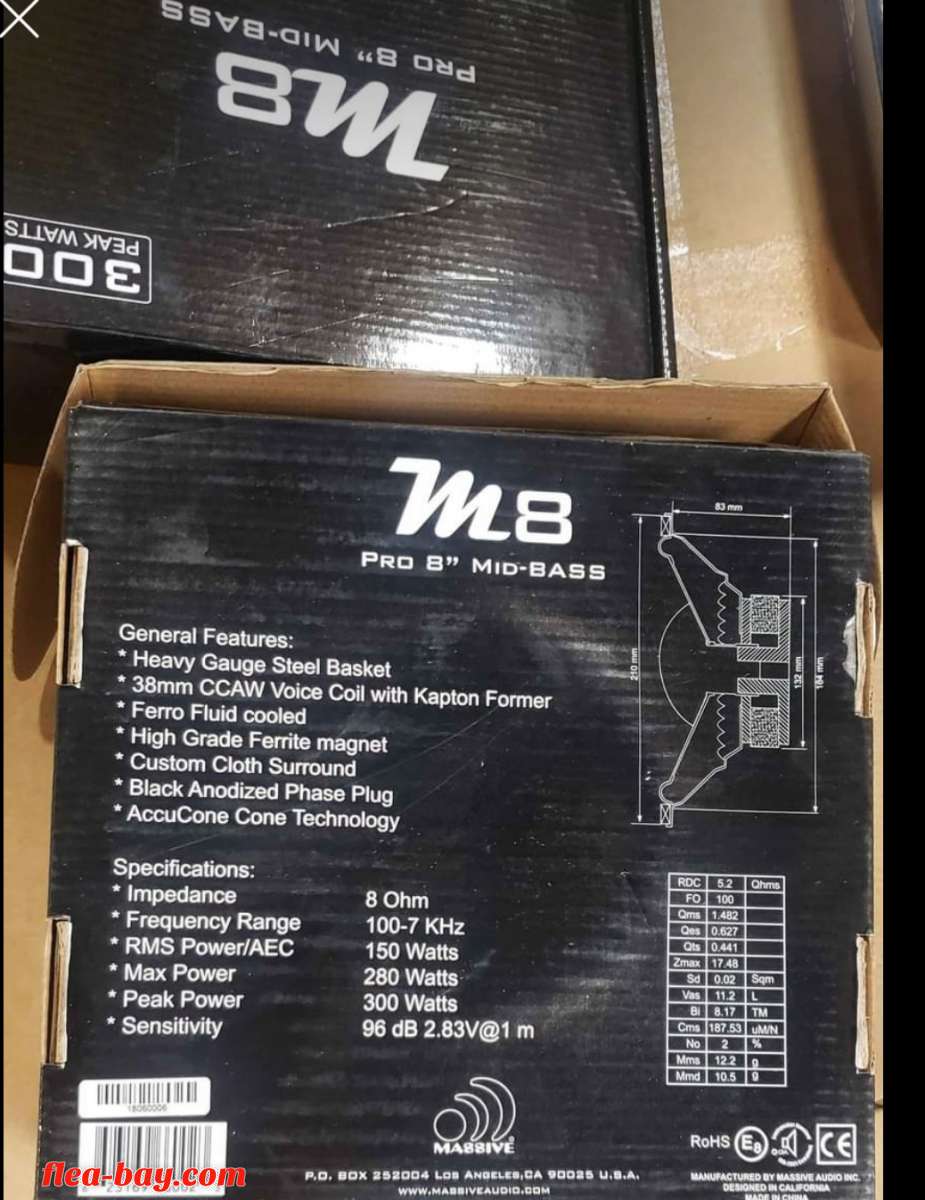 PRO 8" MID-BASS
M8
PEAK WATTS
300
M8
PRO 8" MID-BASS
83 mm
210 mm
132 mm
184 mm
General Features:
* Heavy Gauge Steel Basket
* 38mm CCAW Voice Coil with Kapton Former
* Ferro Fluid cooled
* High Grade Ferrite magnet
* Custom Cloth Surround
* Black Anodized Phase Plug
* AccuCone Cone Technology
Specifications:
* Impedance 8 Ohm
* Frequency Range 100-7 KHz
* RMS Power/AEC 150 Watts
* Max Power 280 Watts
* Peak Power 300 Watts
* Sensitivity 96 dB 2.83V@1 m
RDC 5.2 Ohms
FO 100
Qms 1.482
Qes 0.627
Qts 0.441
Zmax 17.48
Sd 0.02 Sqm
Vas 11.2 L
Bl 8.17 TM
Cms 187.53 uM/N
No 2 %
Mms 12.2 g
Mmd 10.5 g
18060006
MASSIVE
RoHS E8 CE
P.O. BOX 252004 LOS ANGELES,CA 90025 U.S.A.
WWW.MASSIVEAUDIO.COM
MANUFACTURED BY MASSIVE AUDIO INC.
DESIGNED IN CALIFORNIA
MADE IN CHINA
flea-bay.com